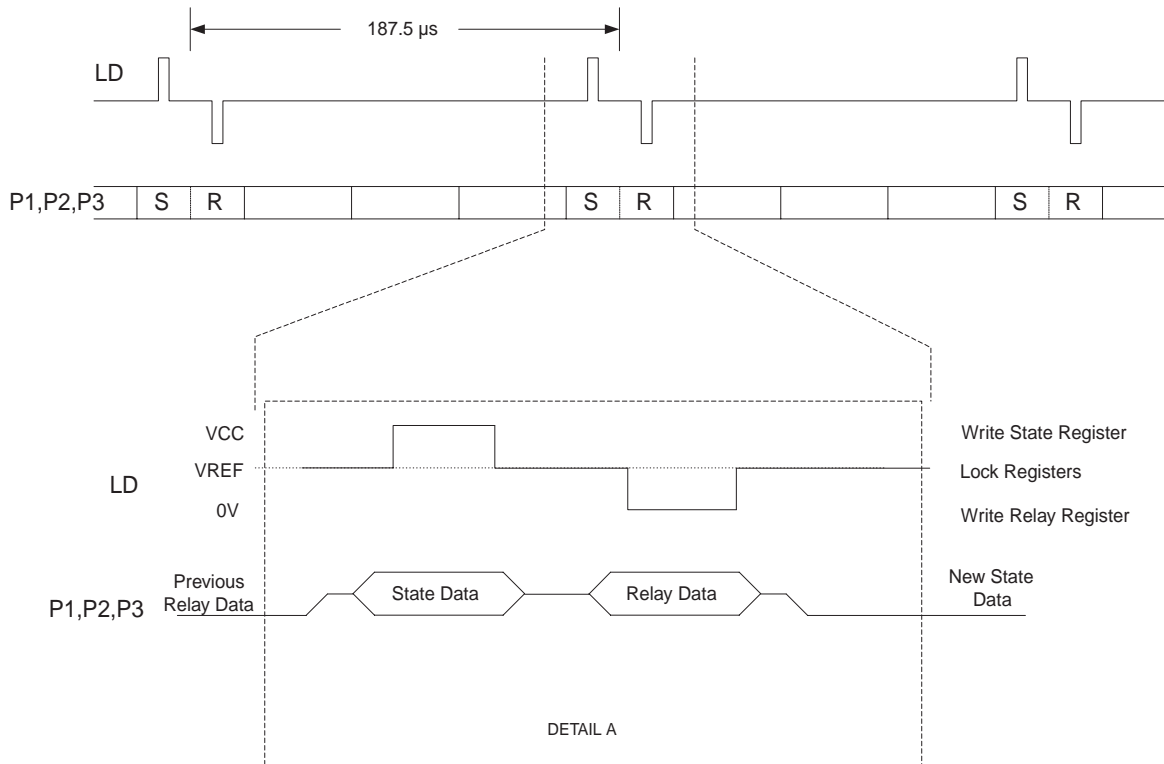 187.5 µs
LD
P1,P2,P3
S
R
S
R
S
R
VCC
Write State Register
VREF
Lock Registers
LD
0V
Write Relay Register
Previous
Relay Data
State Data
Relay Data
New State
Data
P1,P2,P3
DETAIL A